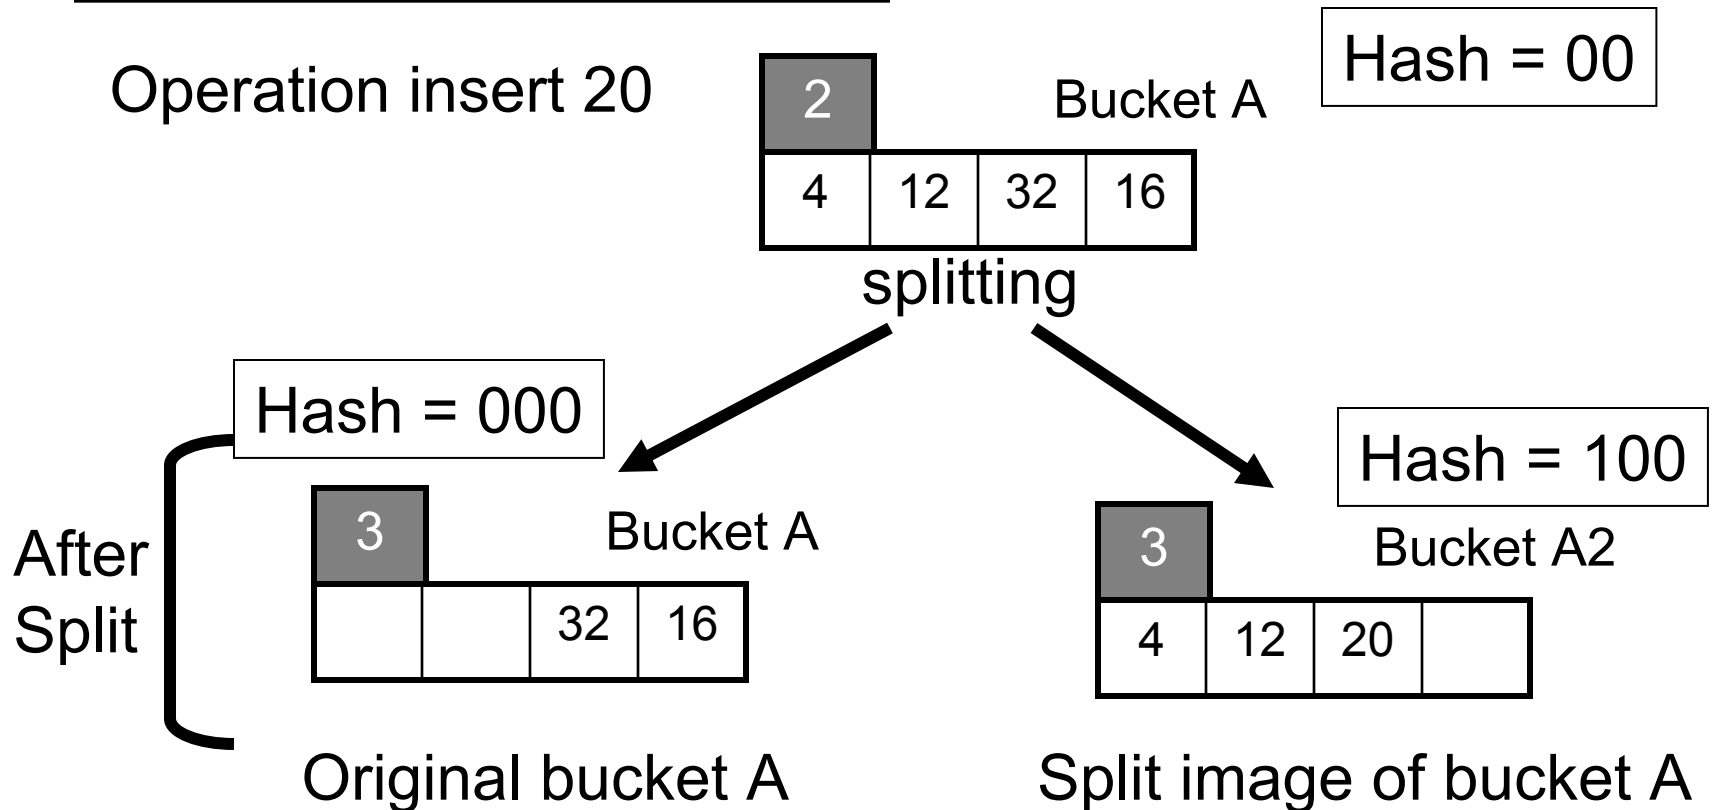 Operation insert 20
Hash = 00
2
Bucket A
4 12 32 16
splitting
Hash = 000
Hash = 100
After
Split
3
Bucket A
32 16
3
Bucket A2
4 12 20
Original bucket A
Split image of bucket A